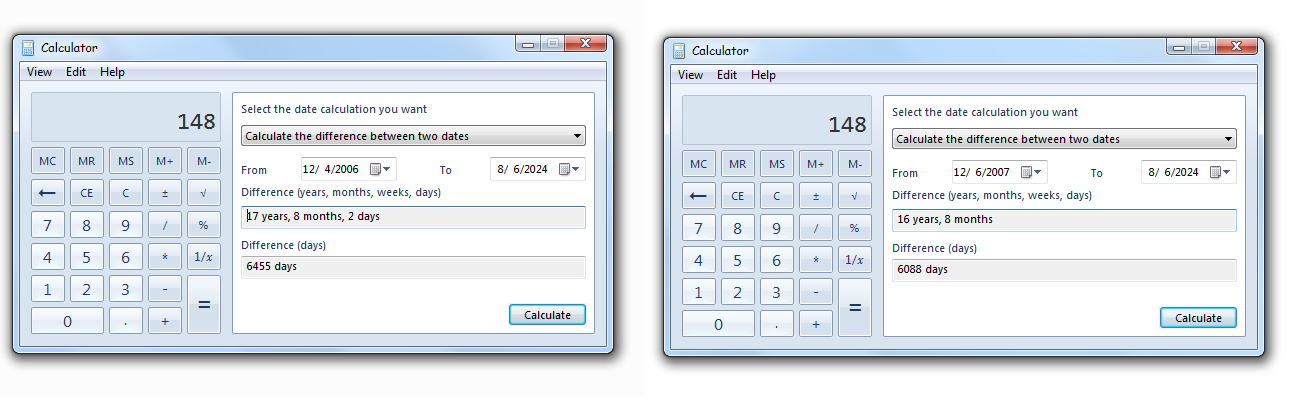 Calculator
View Edit Help
148
MC MR MS M+ M-
← CE C ± √
7 8 9 / %
4 5 6 * 1/x
1 2 3 - =
0 . +
Select the date calculation you want
Calculate the difference between two dates
From 12/ 4/2006 To 8/ 6/2024
Difference (years, months, weeks, days)
17 years, 8 months, 2 days
Difference (days)
6455 days
Calculate
Calculator
View Edit Help
148
MC MR MS M+ M-
← CE C ± √
7 8 9 / %
4 5 6 * 1/x
1 2 3 - =
0 . +
Select the date calculation you want
Calculate the difference between two dates
From 12/ 6/2007 To 8/ 6/2024
Difference (years, months, weeks, days)
16 years, 8 months
Difference (days)
6088 days
Calculate